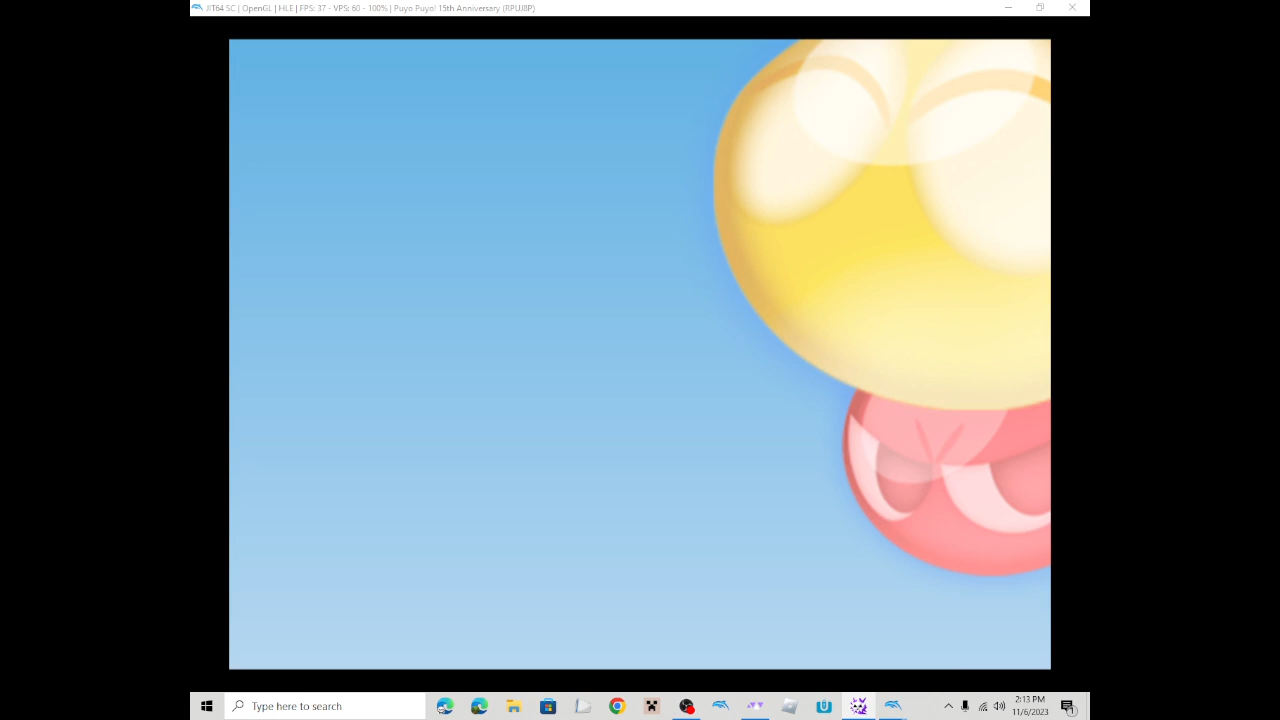 JIT64 SC | OpenGL | HLE | FPS: 37 - VPS: 60 - 100% | Puyo Puyo! 15th Anniversary (RPUJ8P)
Type here to search
2:13 PM
11/6/2023
1